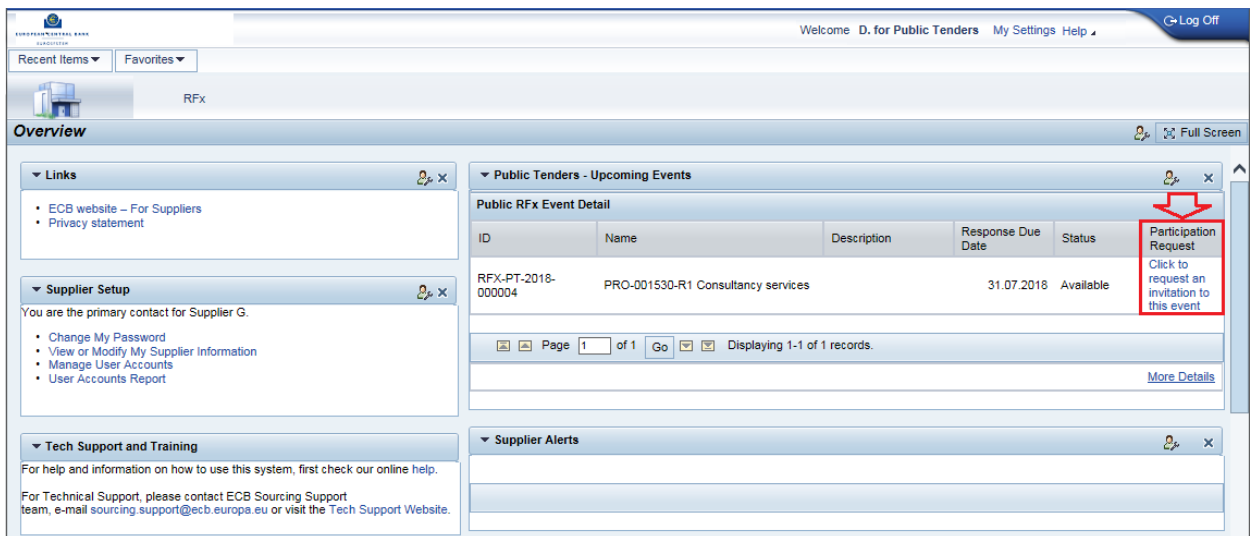 EUROPEAN CENTRAL BANK
EUROSYSTEM
Welcome D. for Public Tenders My Settings Help
Log Off
Recent Items Favorites
RFx
Overview
Full Screen
Links
ECB website – For Suppliers
Privacy statement
Supplier Setup
You are the primary contact for Supplier G.
Change My Password
View or Modify My Supplier Information
Manage User Accounts
User Accounts Report
Tech Support and Training
For help and information on how to use this system, first check our online help.
For Technical Support, please contact ECB Sourcing Support
team, e-mail sourcing.support@ecb.europa.eu or visit the Tech Support Website.
Public Tenders - Upcoming Events
Public RFx Event Detail
ID Name Description Response Due Date Status Participation Request
RFX-PT-2018-
000004
PRO-001530-R1 Consultancy services
31.07.2018 Available
Click to
request an
invitation to
this event
Page 1 of 1 Go Displaying 1-1 of 1 records.
More Details
Supplier Alerts